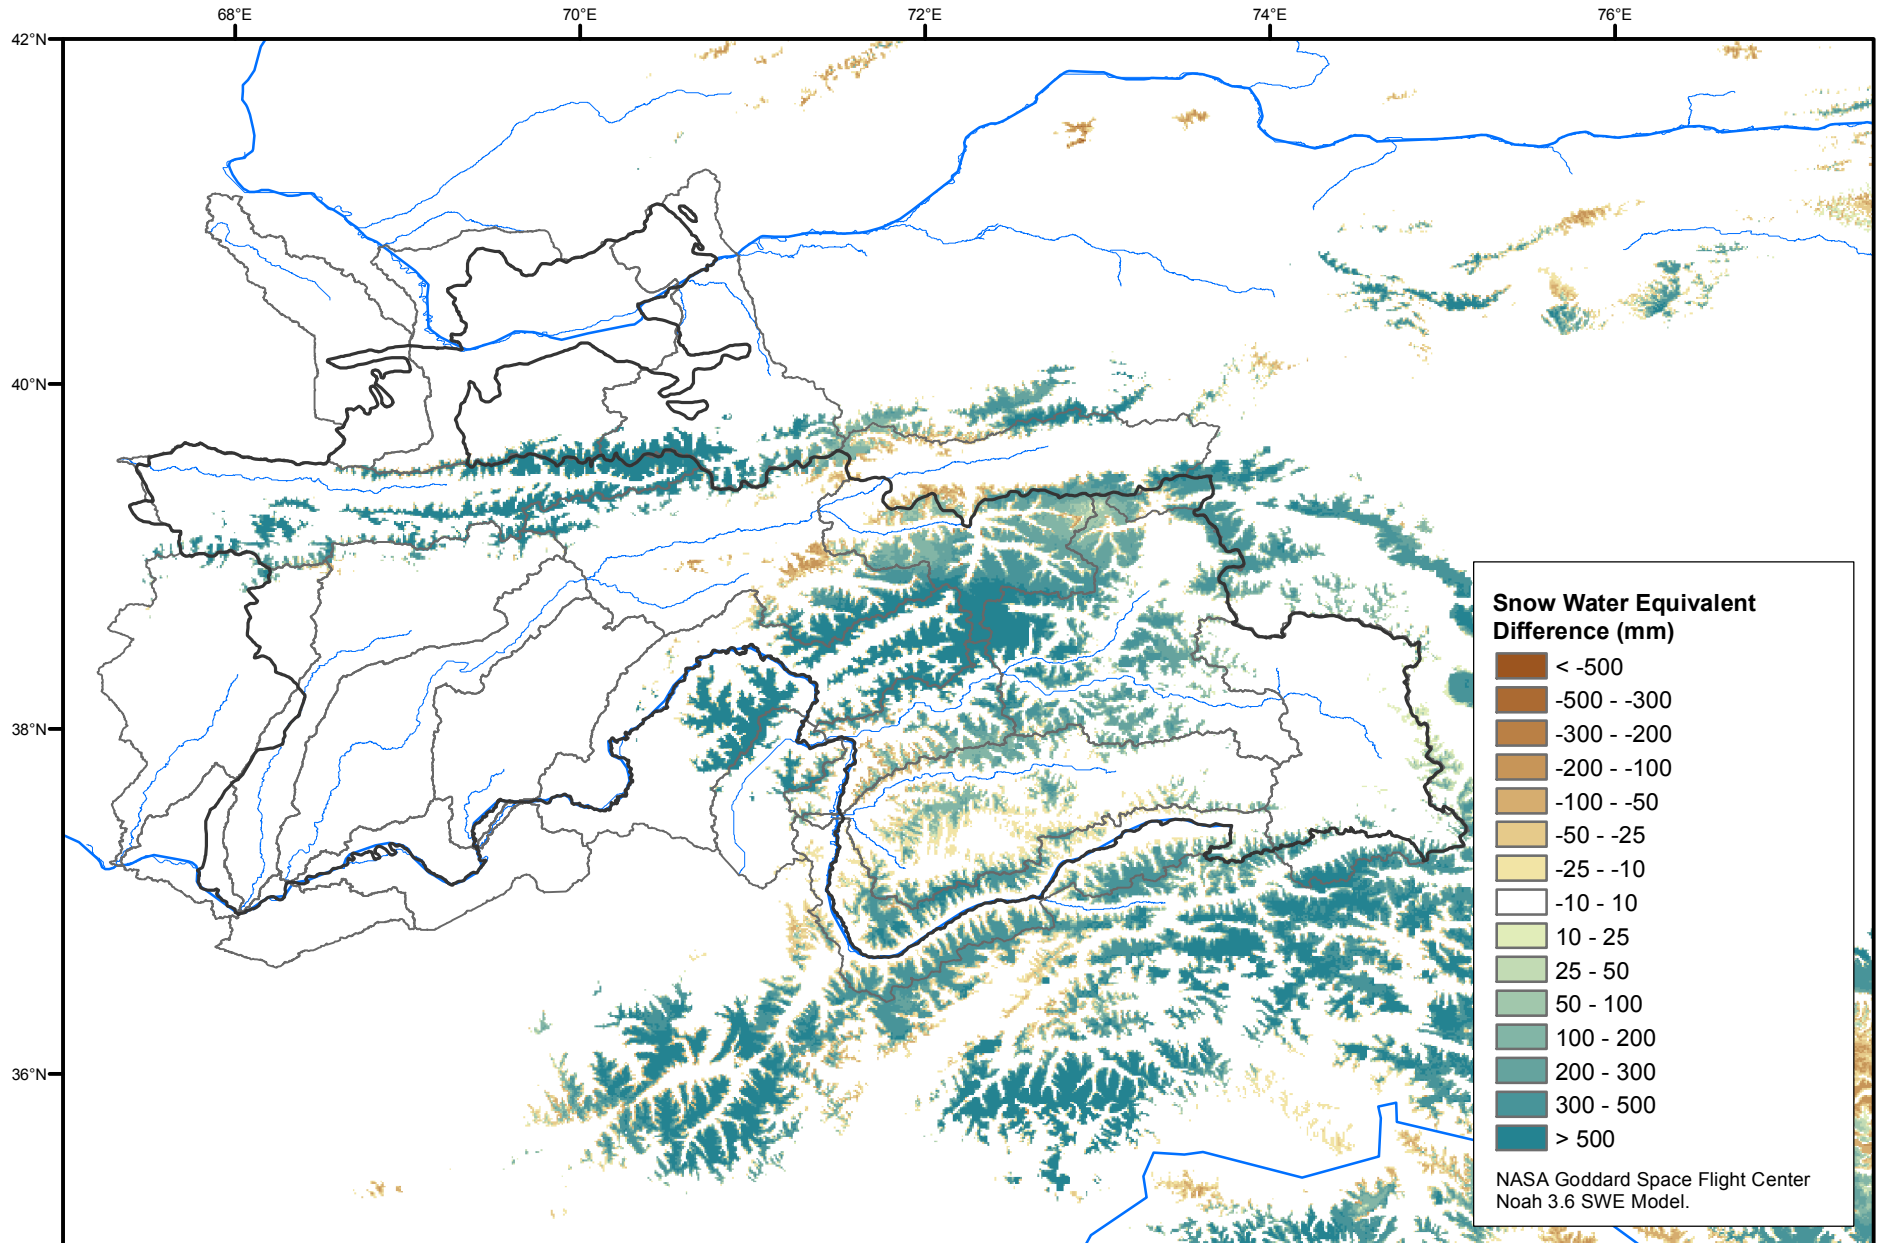 68°E
70°E
72°E
74°E
76°E
42°N
40°N
38°N
36°N
Snow Water Equivalent
Difference (mm)
< -500
-500 - -300
-300 - -200
-200 - -100
-100 - -50
-50 - -25
-25 - -10
-10 - 10
10 - 25
25 - 50
50 - 100
100 - 200
200 - 300
300 - 500
> 500
NASA Goddard Space Flight Center
Noah 3.6 SWE Model.